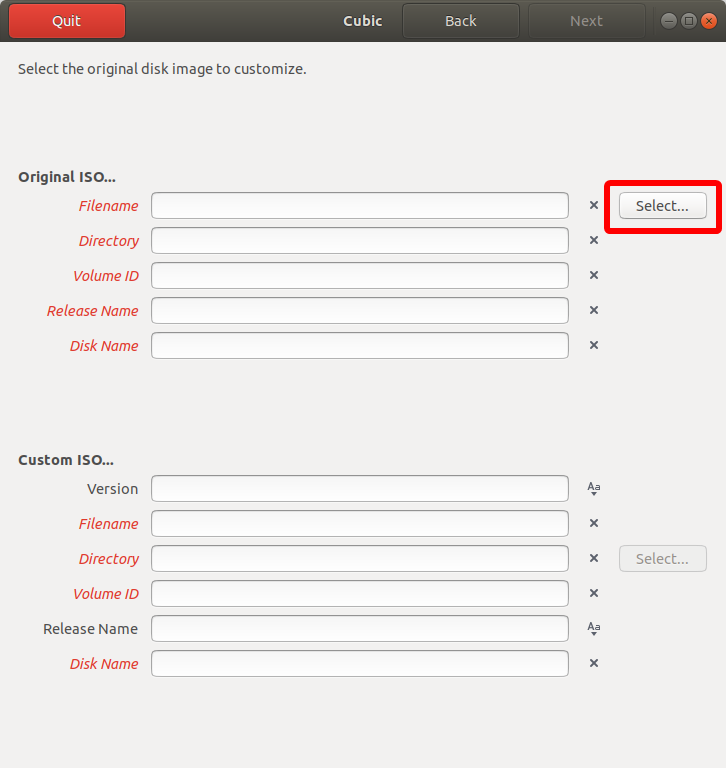 Quit Cubic Back Next
Select the original disk image to customize.
Original ISO...
Filename Select...
Directory
Volume ID
Release Name
Disk Name
Custom ISO...
Version Aa
Filename
Directory Select...
Volume ID
Release Name Aa
Disk Name